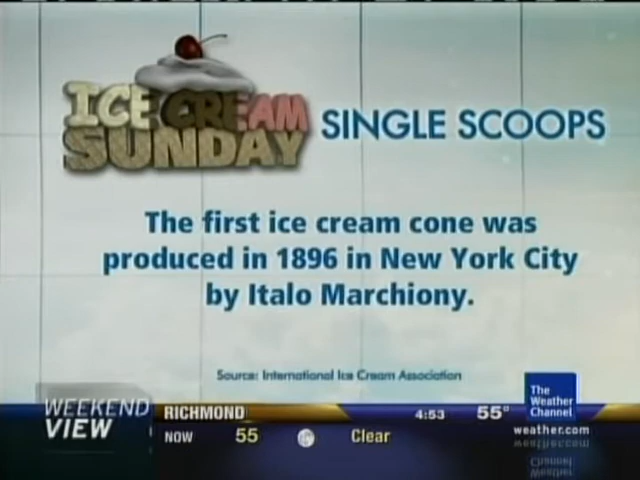 ICE CREAM
SUNDAY
SINGLE SCOOPS
The first ice cream cone was
produced in 1896 in New York City
by Italo Marchiony.
Source: International Ice Cream Association
WEEKEND
VIEW
RICHMOND
4:53
55°
NOW
55
Clear
The
Weather
Channel
weather.com